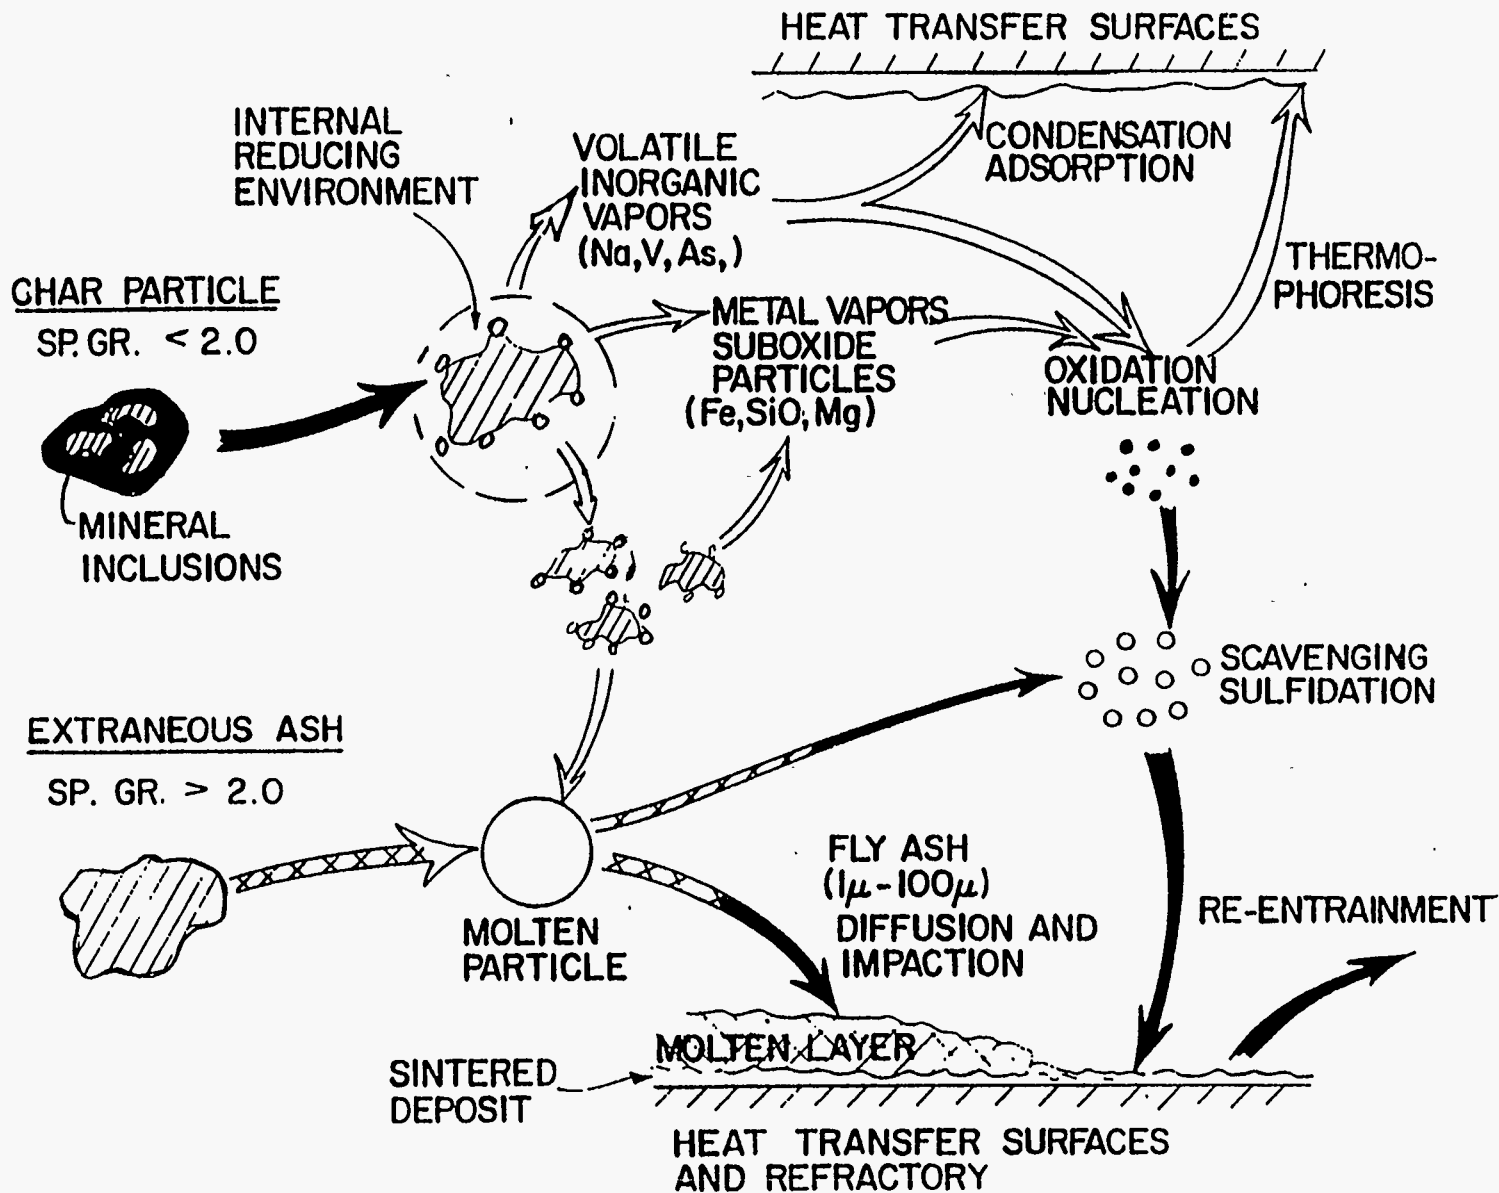 HEAT TRANSFER SURFACES
INTERNAL
REDUCING
ENVIRONMENT
VOLATILE
INORGANIC
VAPORS
(Na,V,As,)
CONDENSATION
ADSORPTION
THERMO-
PHORESIS
CHAR PARTICLE
SP. GR. < 2.0
METAL VAPORS
SUBOXIDE
PARTICLES
(Fe,SiO,Mg)
OXIDATION
NUCLEATION
MINERAL
INCLUSIONS
SCAVENGING
SULFIDATION
EXTRANEOUS ASH
SP. GR. > 2.0
MOLTEN
PARTICLE
FLY ASH
(1μ-100μ)
DIFFUSION AND
IMPACTION
RE-ENTRAINMENT
MOLTEN LAYER
SINTERED
DEPOSIT
HEAT TRANSFER SURFACES
AND REFRACTORY